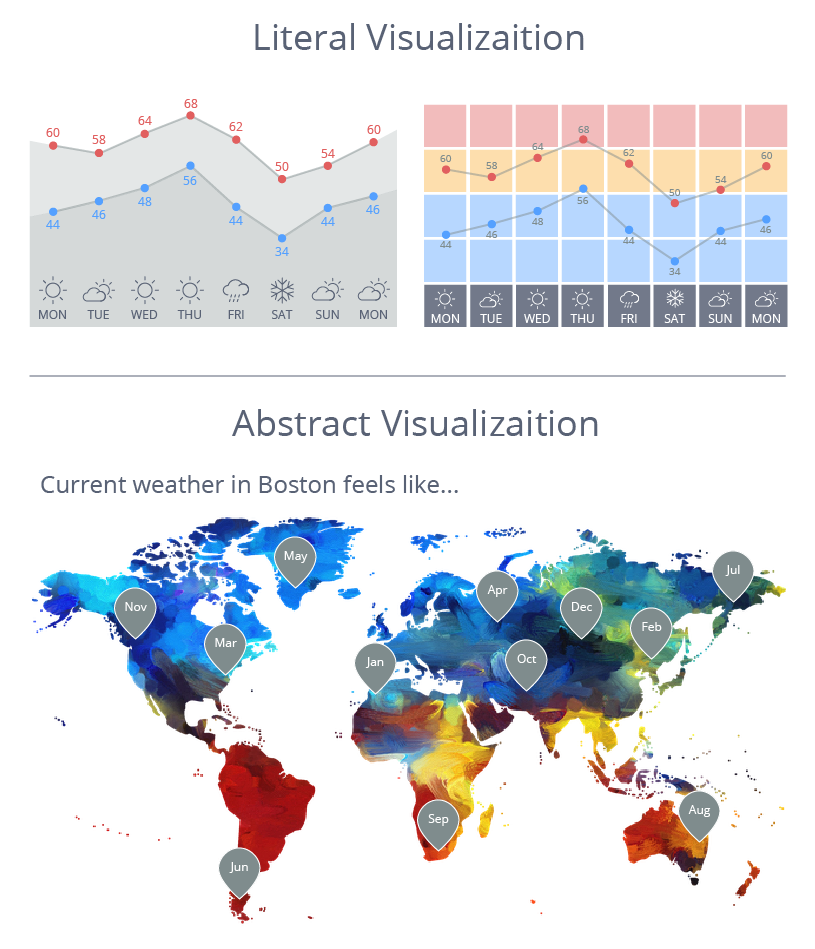 Literal Visualizaition
60 58 64 68 62 50 54 60
44 46 48 56 44 34 44 46
MON TUE WED THU FRI SAT SUN MON
60 58 64 68 62 50 54 60
44 46 48 56 44 34 44 46
MON TUE WED THU FRI SAT SUN MON
Abstract Visualizaition
Current weather in Boston feels like...
May
Jul
Apr
Nov
Dec
Feb
Mar
Oct
Jan
Aug
Sep
Jun